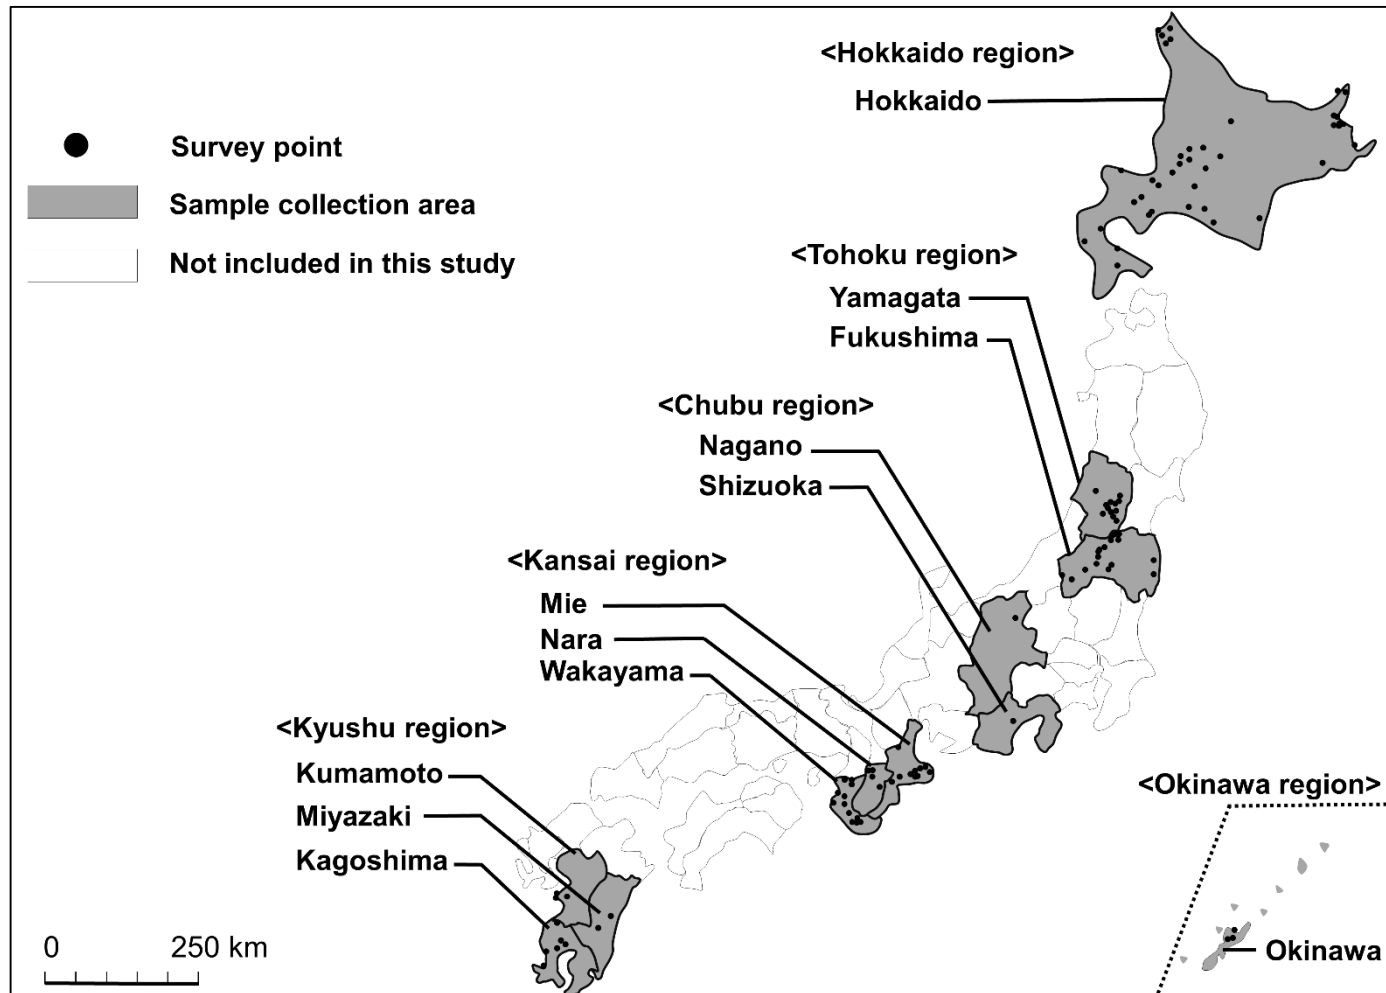 <Hokkaido region>
Hokkaido
Survey point
Sample collection area
Not included in this study
<Tohoku region>
Yamagata
Fukushima
<Chubu region>
Nagano
Shizuoka
<Kansai region>
Mie
Nara
Wakayama
<Kyushu region>
Kumamoto
Miyazaki
Kagoshima
<Okinawa region>
Okinawa
0 250 km